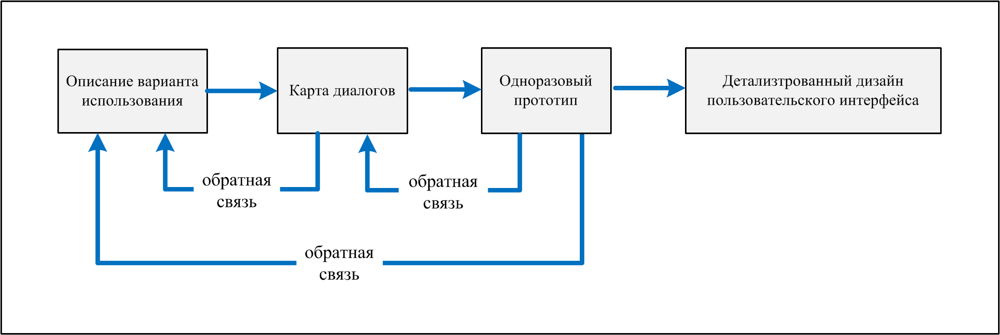 Описание варианта
использования
Карта диалогов
Одноразовый
прототип
Детализтрованный дизайн
пользовательского интерфейса
обратная
связь
обратная
связь
обратная
связь